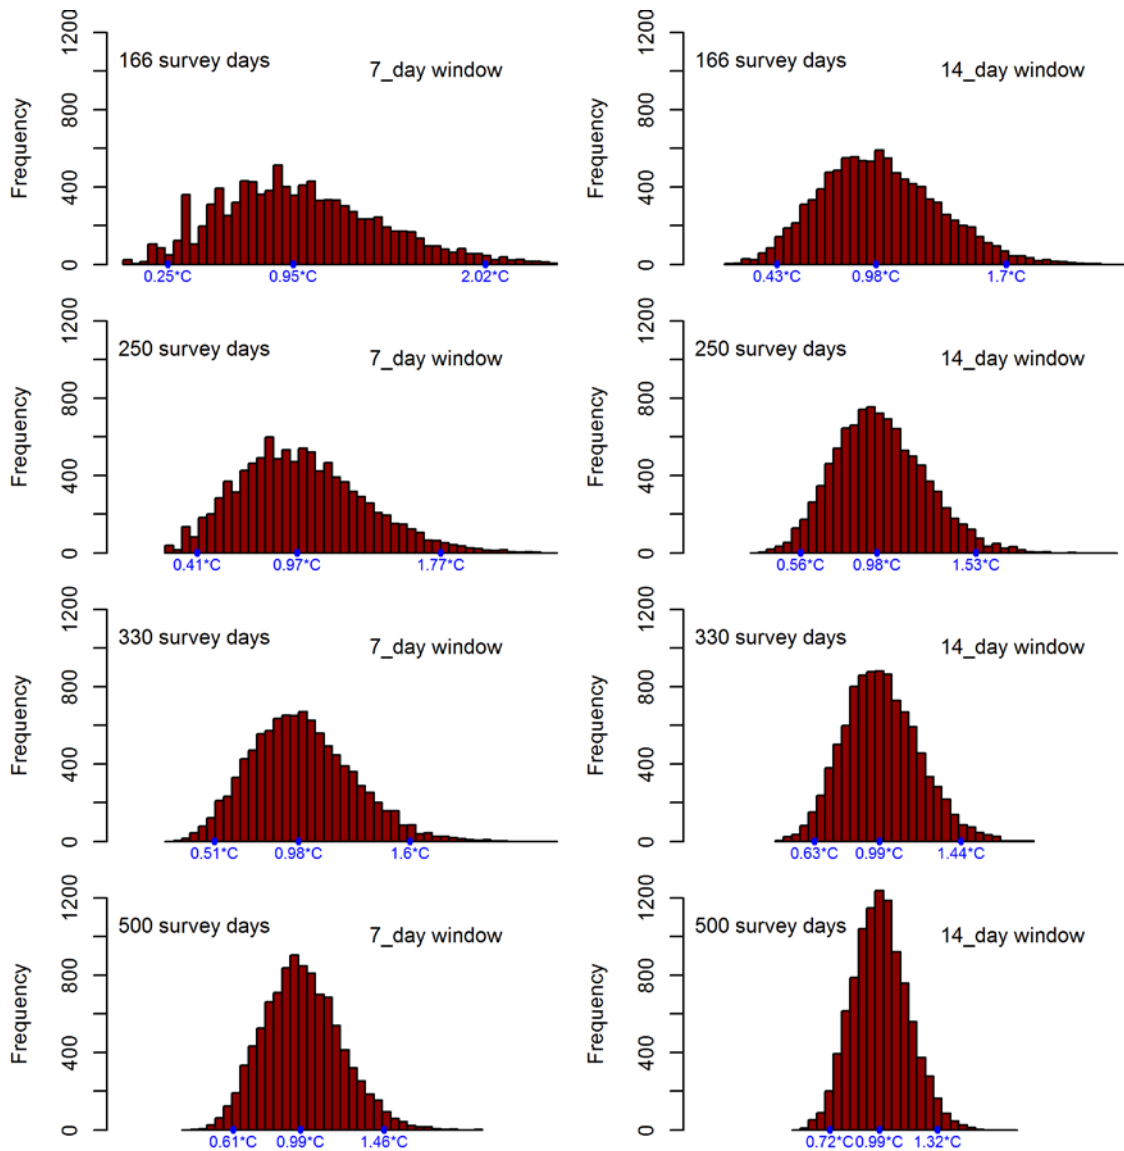 166 survey days
7_day window
Frequency
0
400
800
1200
0.25*C
0.95*C
2.02*C
166 survey days
14_day window
Frequency
0
400
800
1200
0.43*C
0.98*C
1.7*C
250 survey days
7_day window
Frequency
0
400
800
1200
0.41*C
0.97*C
1.77*C
250 survey days
14_day window
Frequency
0
400
800
1200
0.56*C
0.98*C
1.53*C
330 survey days
7_day window
Frequency
0
400
800
1200
0.51*C
0.98*C
1.6*C
330 survey days
14_day window
Frequency
0
400
800
1200
0.63*C
0.99*C
1.44*C
500 survey days
7_day window
Frequency
0
400
800
1200
0.61*C
0.99*C
1.46*C
500 survey days
14_day window
Frequency
0
400
800
1200
0.72*C
0.99*C
1.32*C